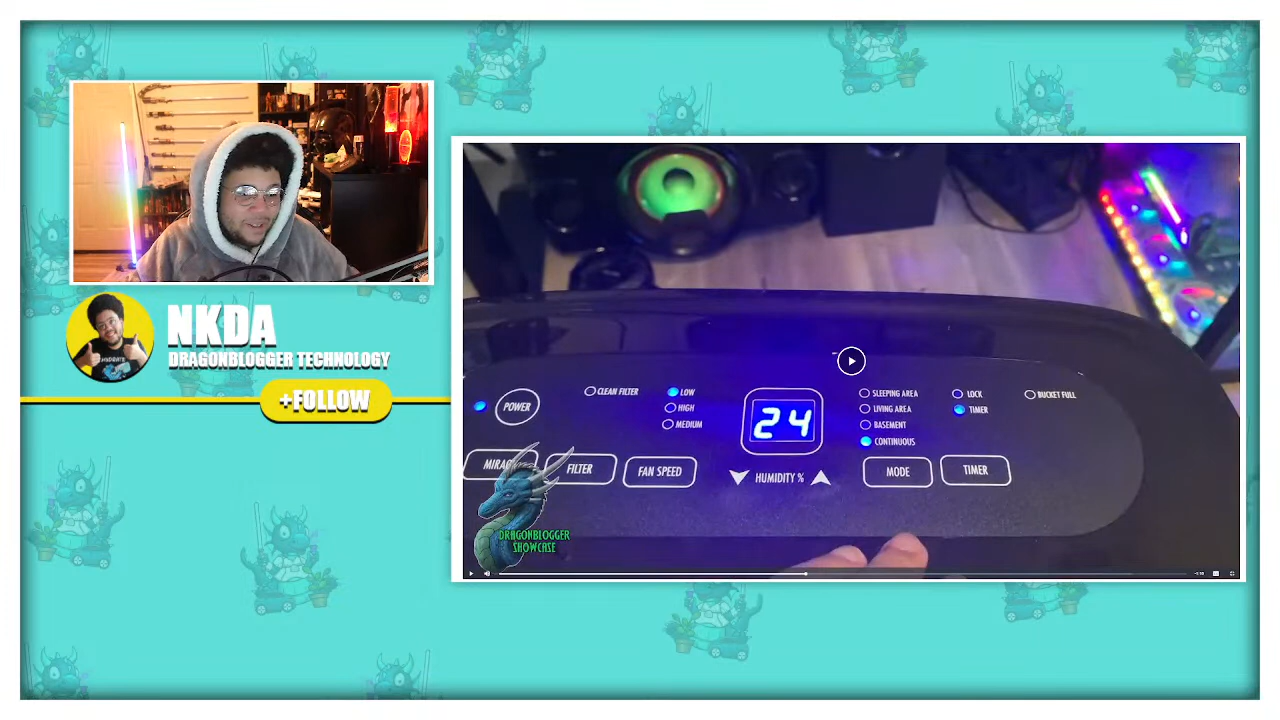 NKDA
DRAGONBLOGGER TECHNOLOGY
+FOLLOW
POWER
CLEAN FILTER
LOW
HIGH
MEDIUM
24
SLEEPING AREA
LIVING AREA
BASEMENT
CONTINUOUS
LOCK
TIMER
BUCKET FULL
FILTER
FAN SPEED
HUMIDITY %
MODE
TIMER
DRAGONBLOGGER
SHOWCASE